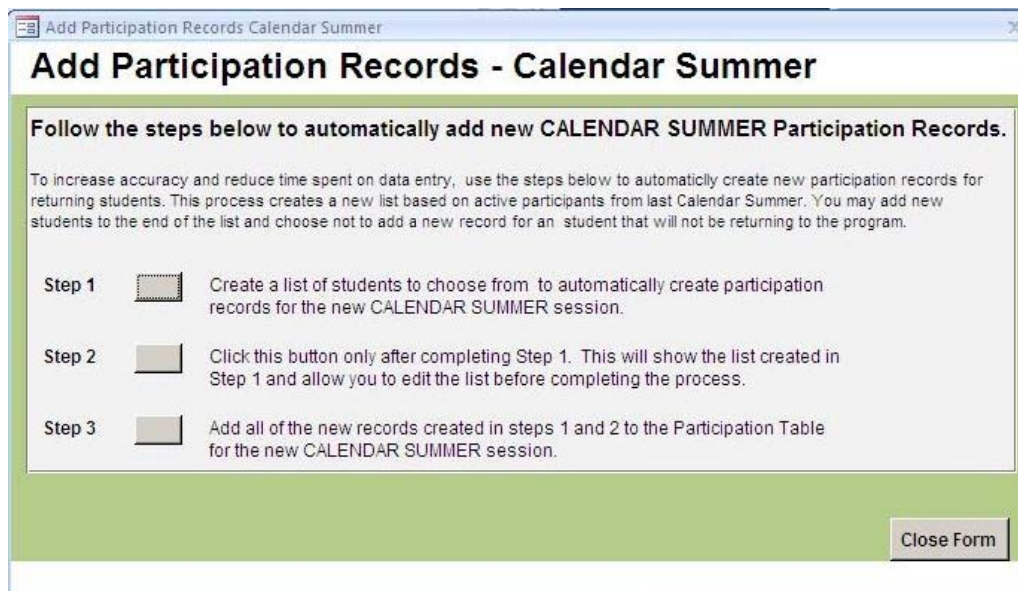 Add Participation Records Calendar Summer
Add Participation Records - Calendar Summer
Follow the steps below to automatically add new CALENDAR SUMMER Participation Records.
To increase accuracy and reduce time spent on data entry, use the steps below to automaticlly create new participation records for
returning students. This process creates a new list based on active participants from last Calendar Summer. You may add new
students to the end of the list and choose not to add a new record for an student that will not be returning to the program.
Step 1 Create a list of students to choose from to automatically create participation
records for the new CALENDAR SUMMER session.
Step 2 Click this button only after completing Step 1. This will show the list created in
Step 1 and allow you to edit the list before completing the process.
Step 3 Add all of the new records created in steps 1 and 2 to the Participation Table
for the new CALENDAR SUMMER session.
Close Form